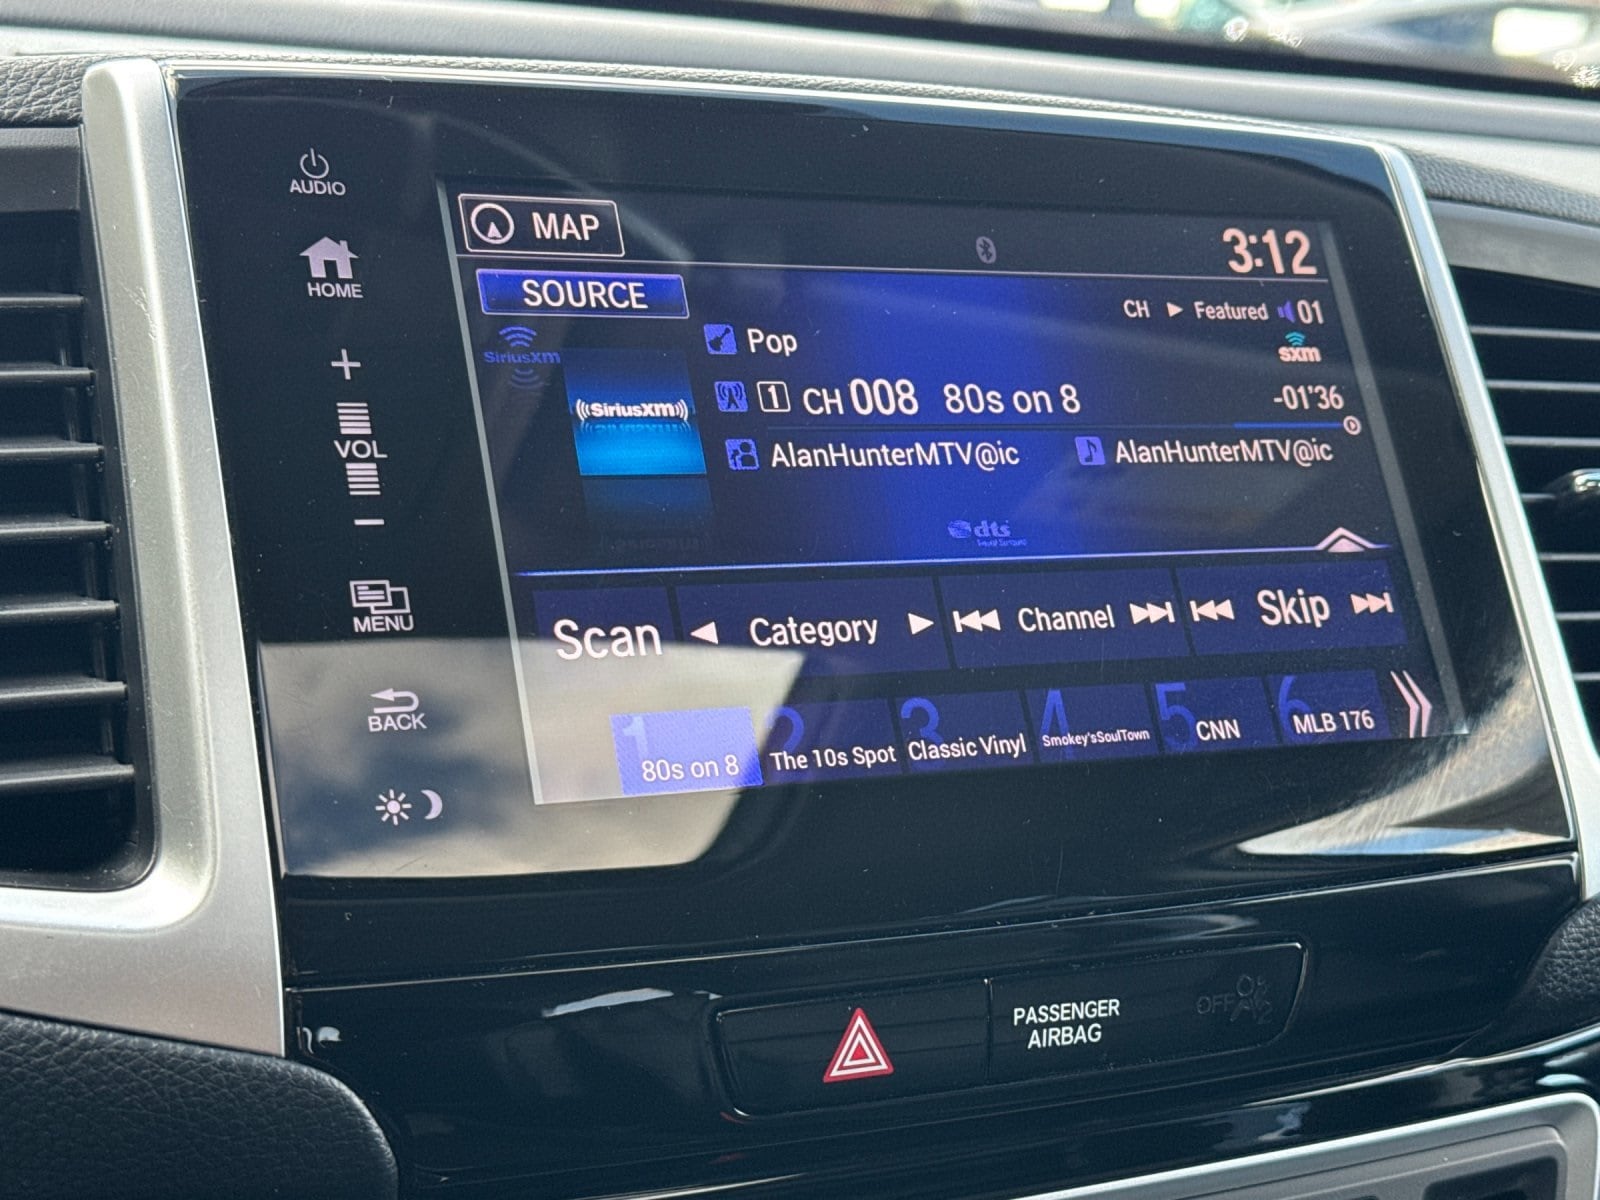 AUDIO
MAP
3:12
HOME
SOURCE
CH ▶ Featured 01
SiriusXM
Pop
sxm
((SiriusXM))
1 CH 008 80s on 8
-01'36
+
VOL
−
AlanHunterMTV@ic
AlanHunterMTV@ic
dts
MENU
Scan
◀ Category ▶
Channel
Skip
BACK
1 80s on 8
2 The 10s Spot
3 Classic Vinyl
4 Smokey'sSoulTown
5 CNN
6 MLB 176
PASSENGER
AIRBAG
OFF